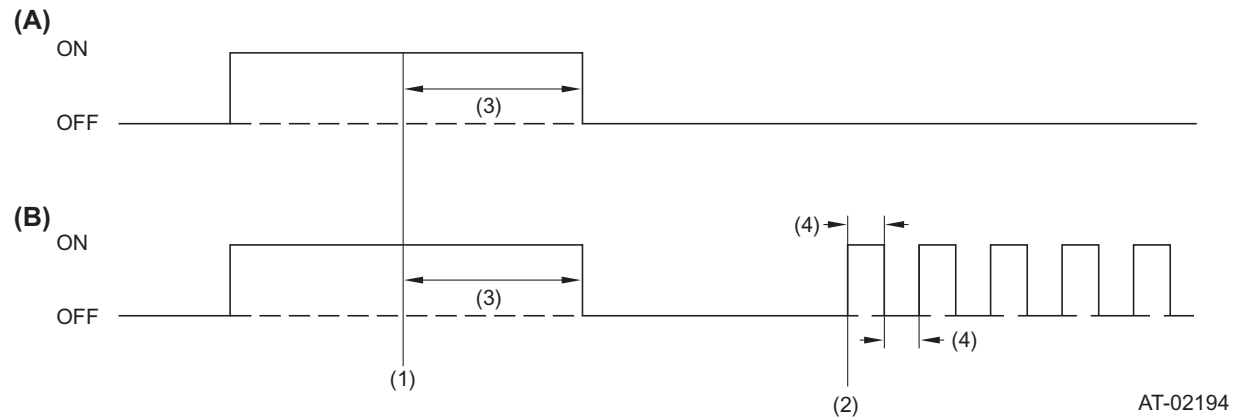 (A)
ON
(3)
OFF
(B)
ON
(4)
(3)
OFF
(4)
(1)
(2)
AT-02194